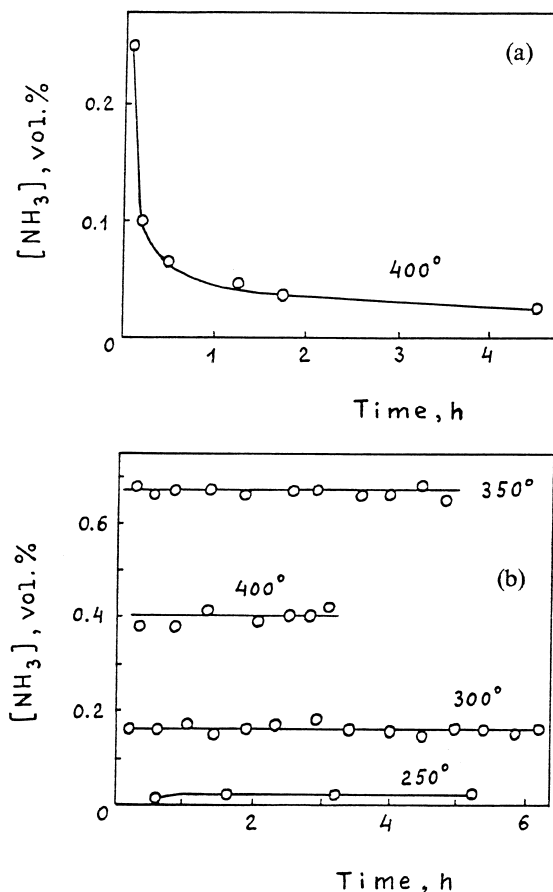 (a)
0.2
0.1
0
[NH₃], vol.%
400°
1 2 3 4
Time, h
(b)
350°
0.6
400°
0.4
[NH₃], vol.%
300°
0.2
250°
0
2 4 6
Time, h